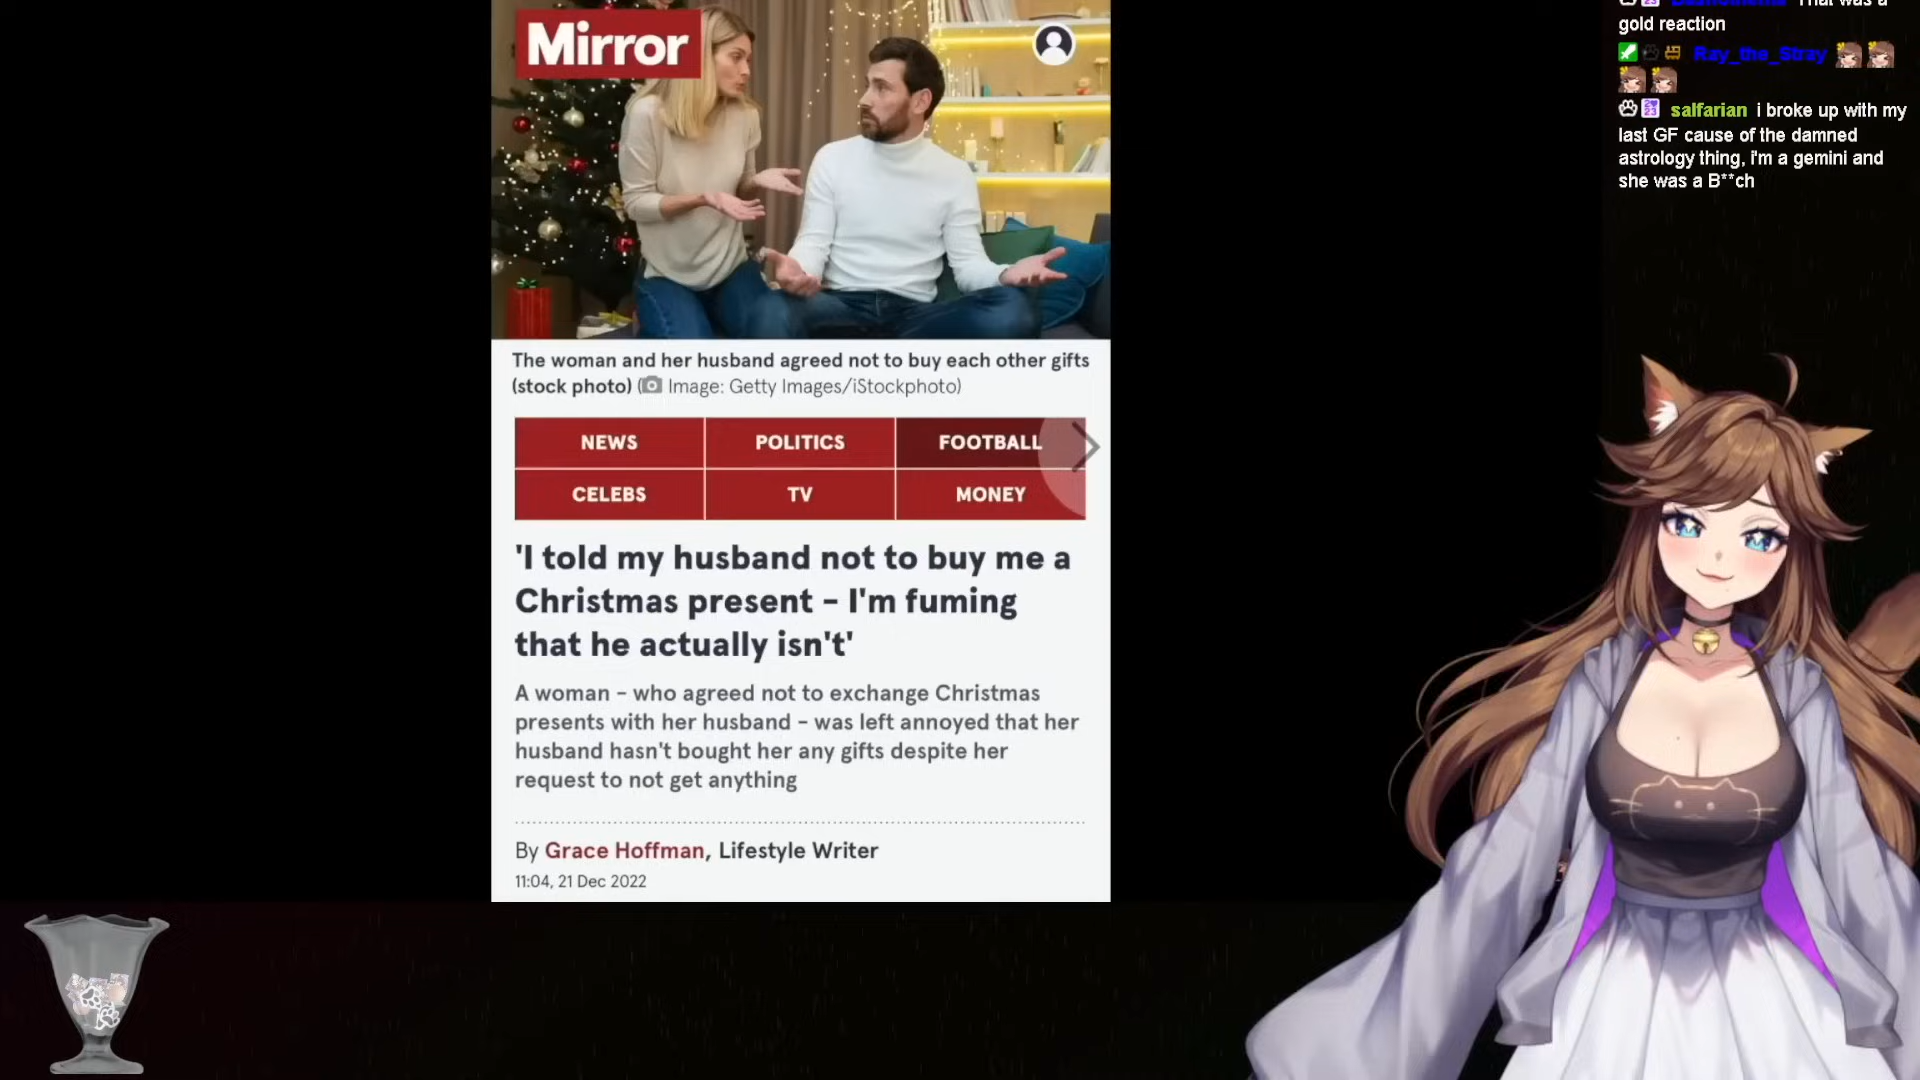 Mirror
The woman and her husband agreed not to buy each other gifts
(stock photo) ( Image: Getty Images/iStockphoto)
NEWS
POLITICS
FOOTBALL
CELEBS
TV
MONEY
'I told my husband not to buy me a
Christmas present – I'm fuming
that he actually isn't'
A woman – who agreed not to exchange Christmas
presents with her husband – was left annoyed that her
husband hasn't bought her any gifts despite her
request to not get anything
By Grace Hoffman, Lifestyle Writer
11:04, 21 Dec 2022
gold reaction
Rzy_the_Stray
salfarian i broke up with my
last GF cause of the damned
astrology thing, i'm a gemini and
she was a B**ch